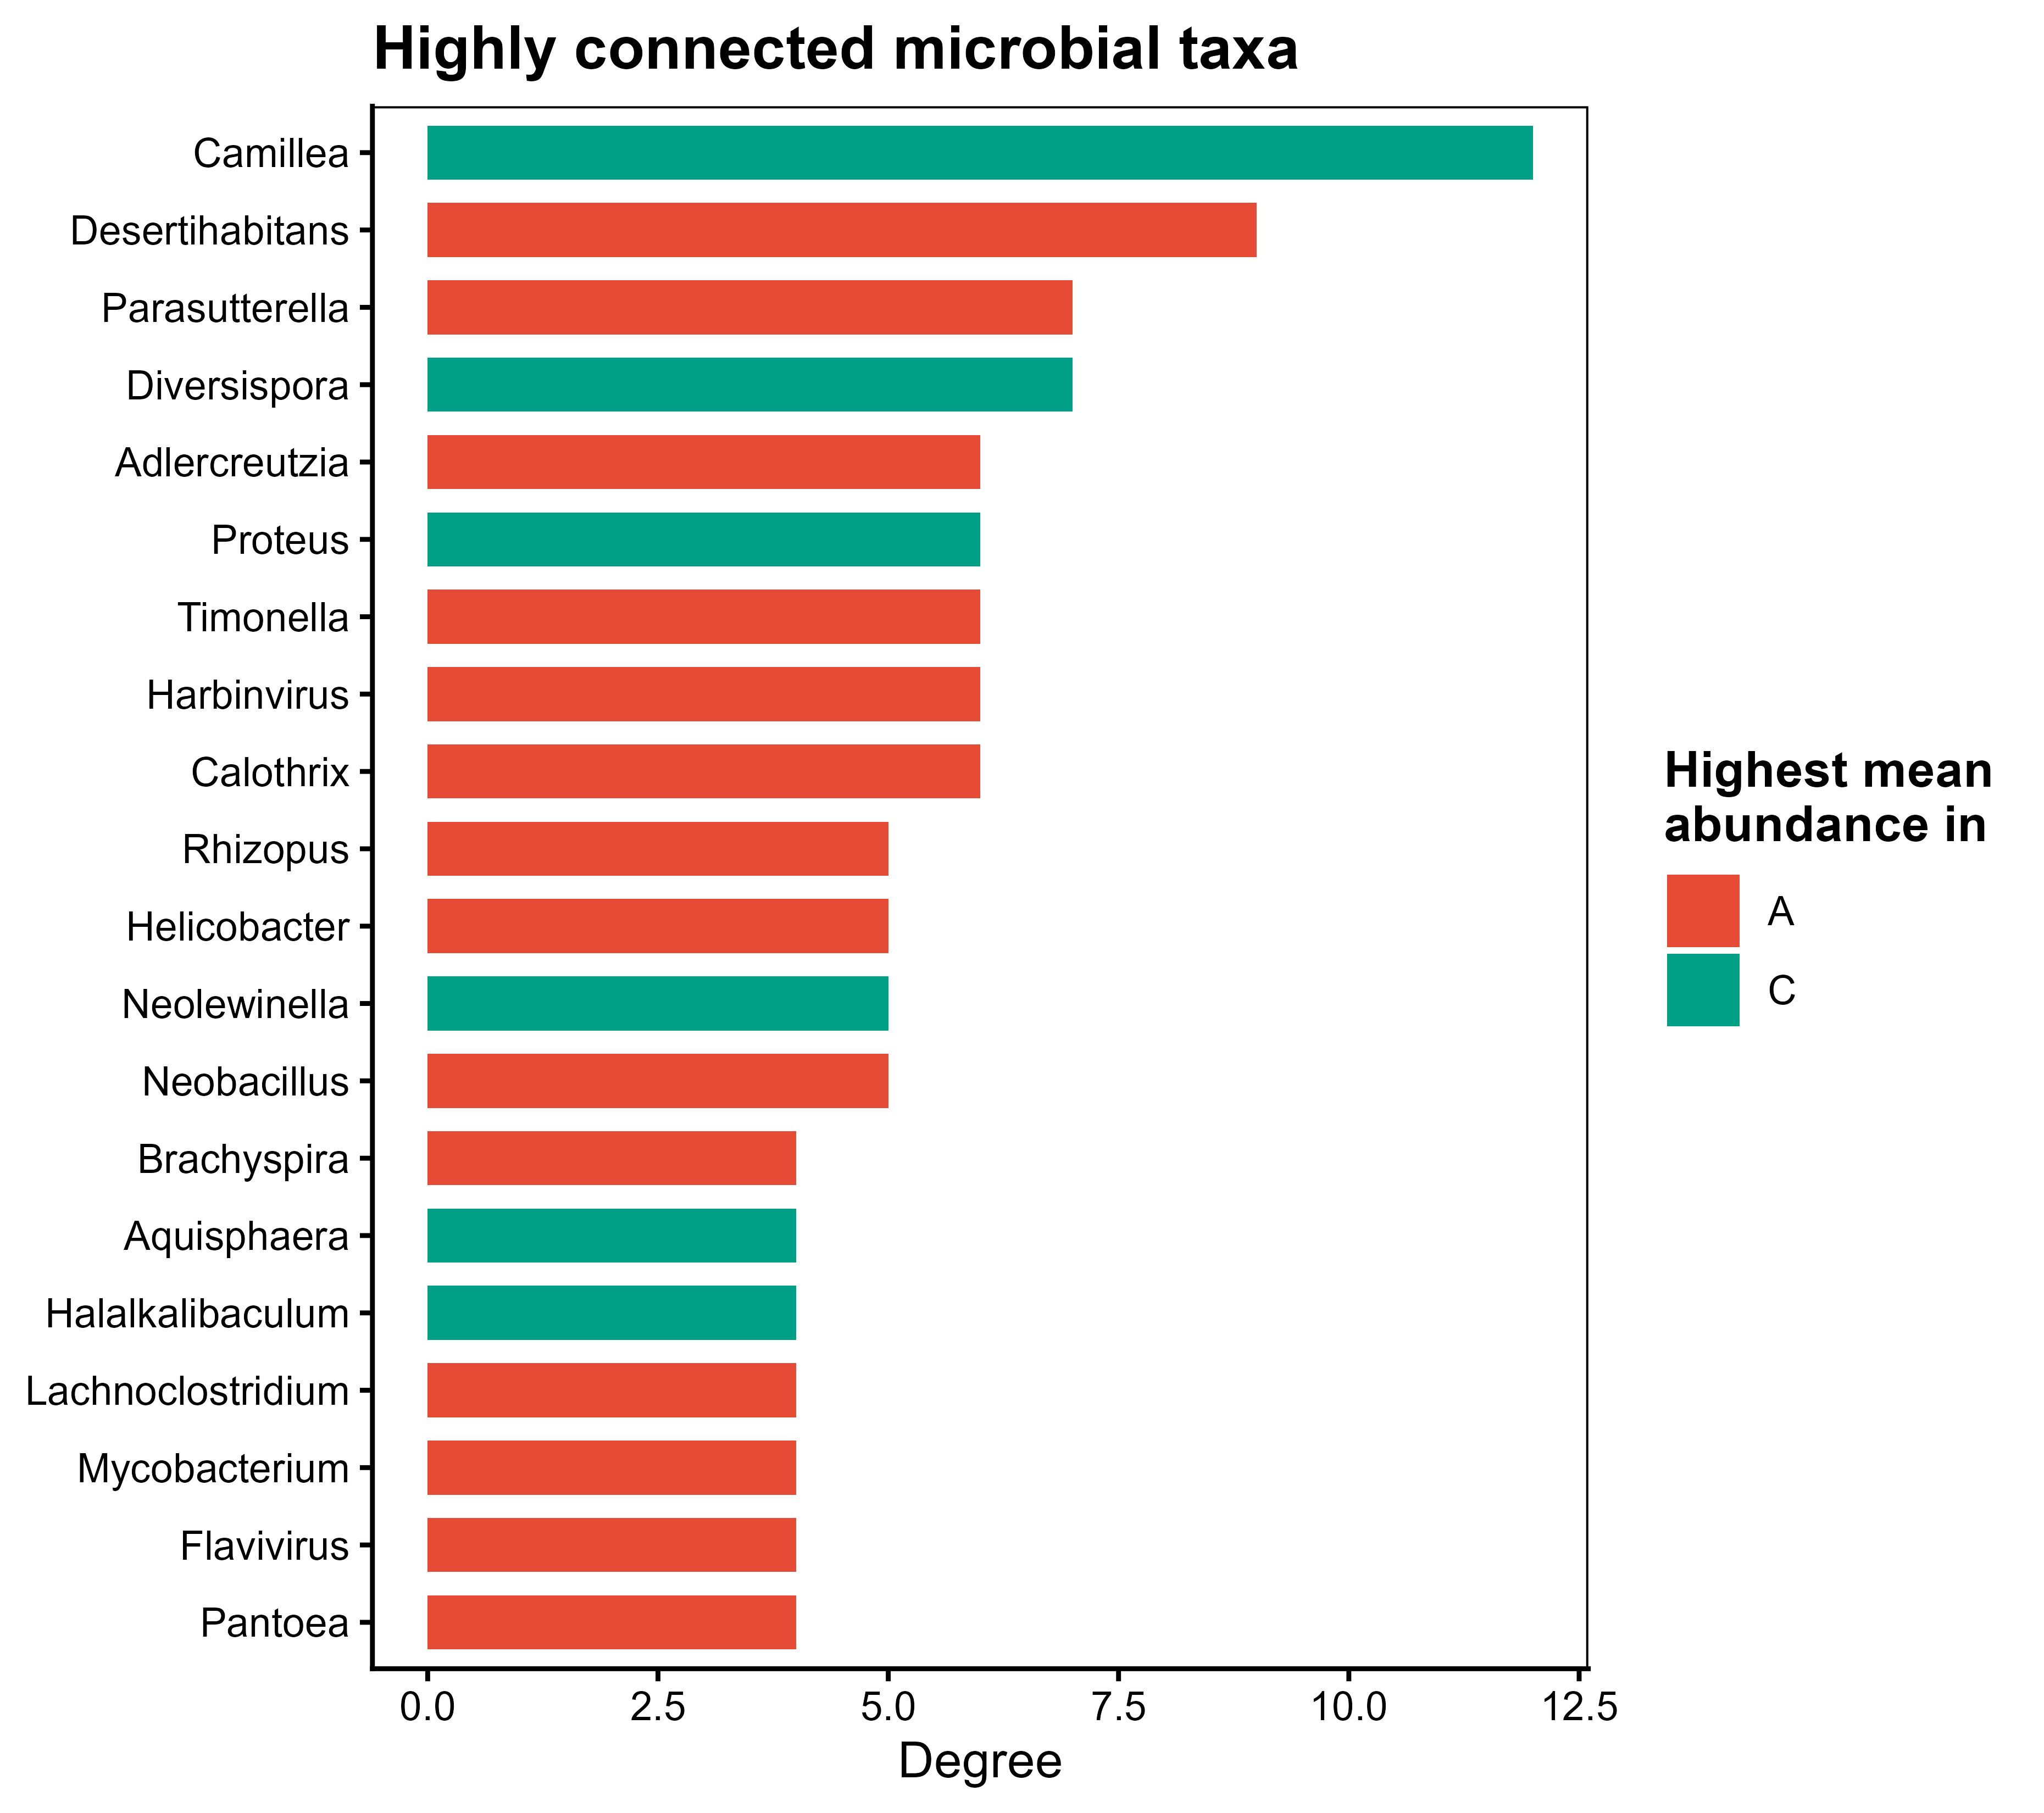 Highly connected microbial taxa
Camillea
Desertihabitans
Parasutterella
Diversispora
Adlercreutzia
Proteus
Timonella
Harbinvirus
Calothrix
Rhizopus
Helicobacter
Neolewinella
Neobacillus
Brachyspira
Aquisphaera
Halalkalibaculum
Lachnoclostridium
Mycobacterium
Flavivirus
Pantoea
0.0 2.5 5.0 7.5 10.0 12.5
Degree
Highest mean
abundance in
A
C